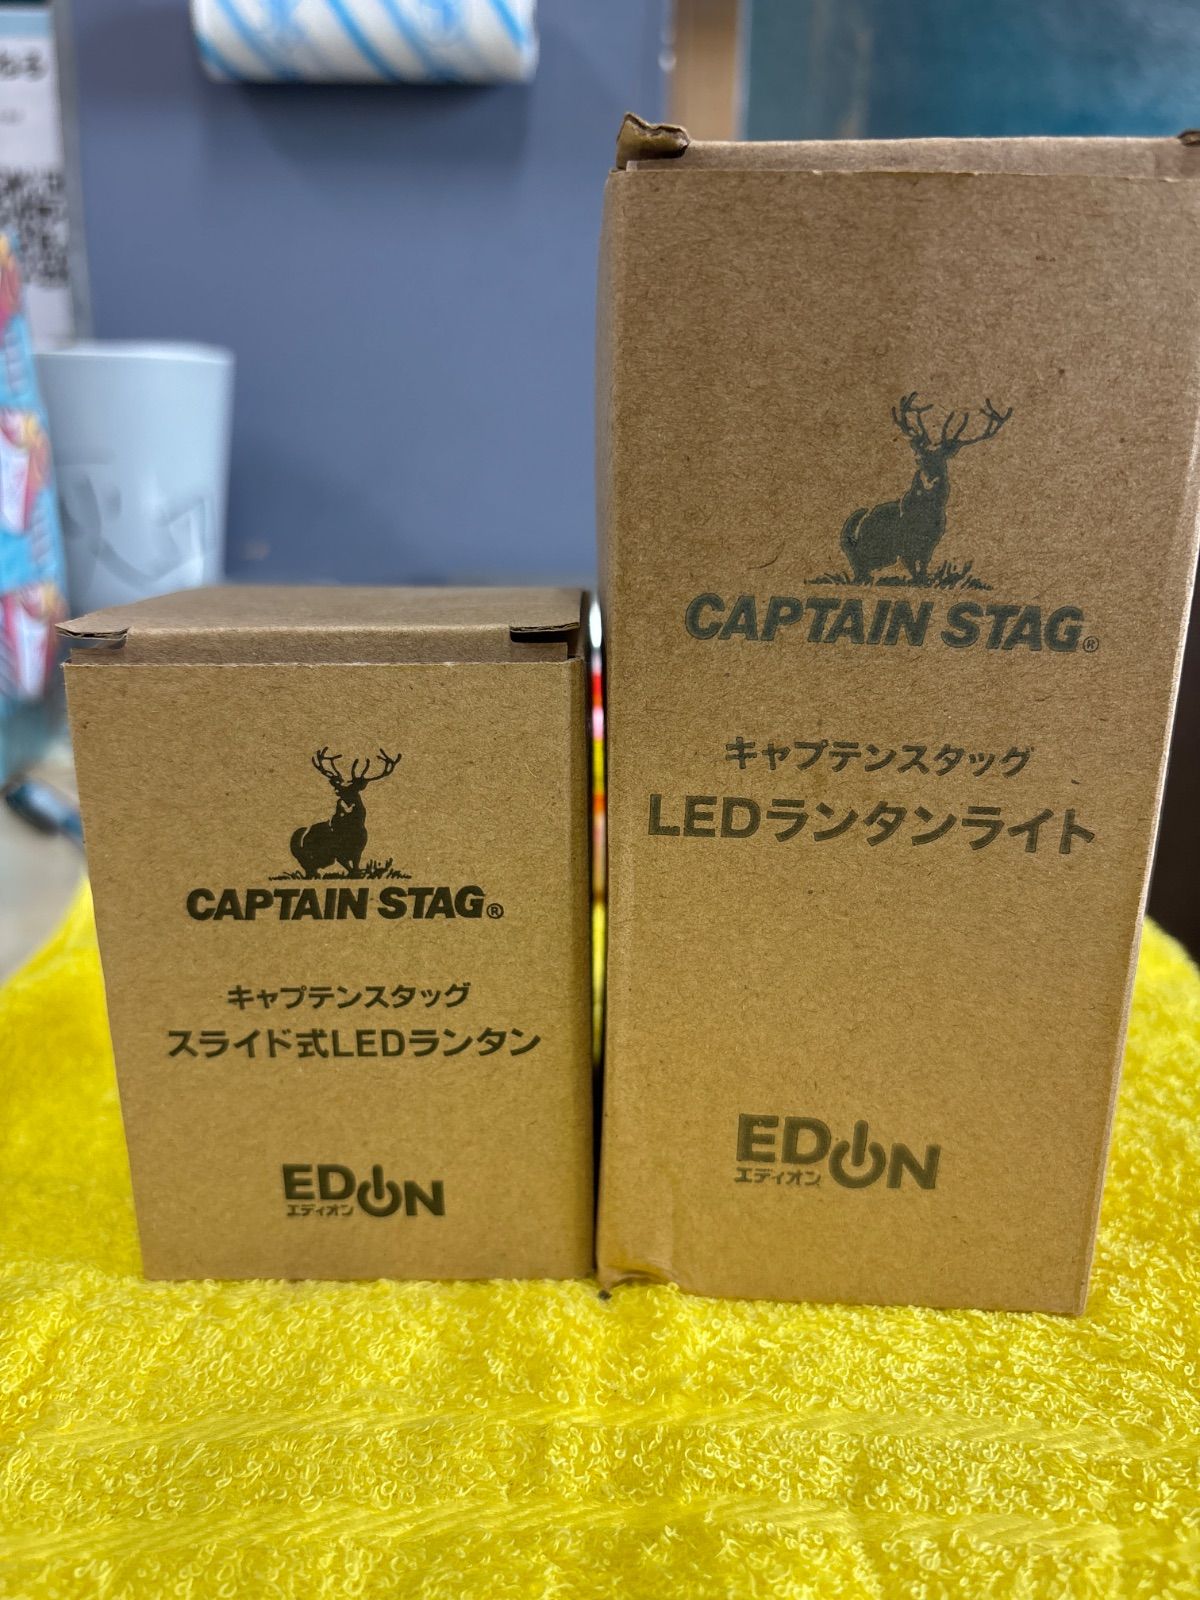 CAPTAIN STAG®
キャプテンスタッグ
スライド式LEDランタン
EDION
エディオン
CAPTAIN STAG®
キャプテンスタッグ
LEDランタンライト
EDION
エディオン